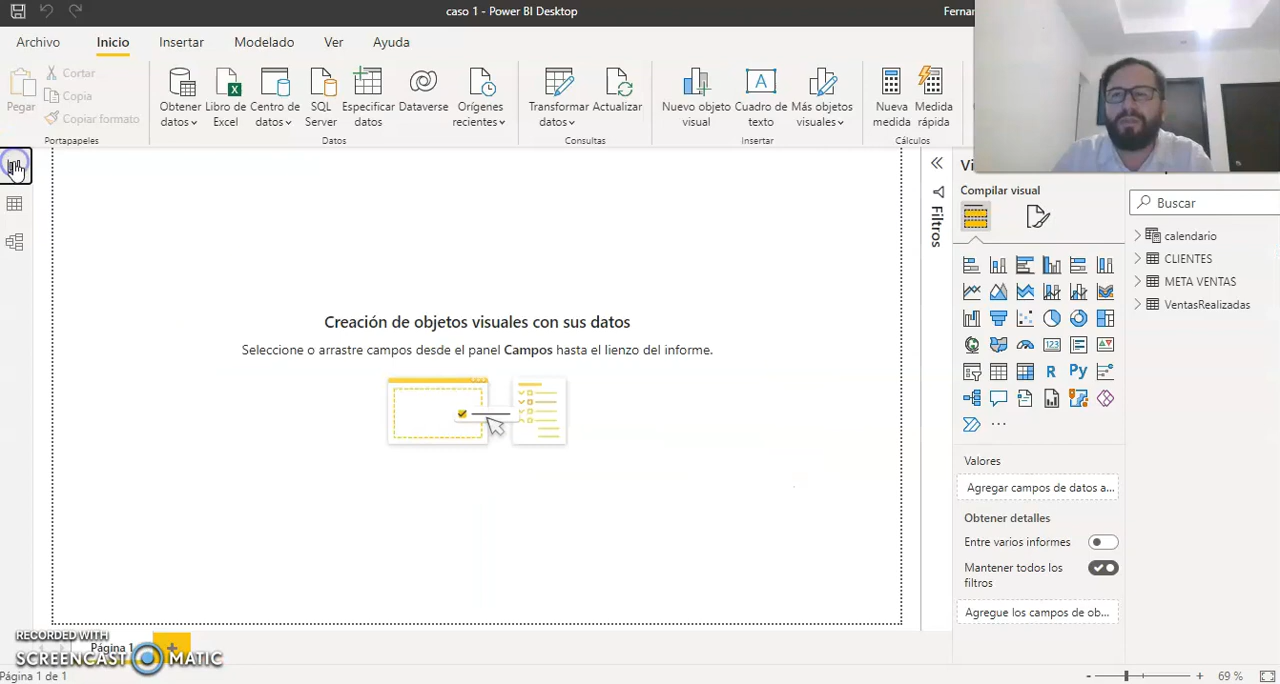 caso 1 - Power BI Desktop
Archivo Inicio Insertar Modelado Ver Ayuda
Pegar
Cortar
Copia
Copiar formato
Portapapeles
Obtener datos
Libro de Excel
Centro de datos
SQL Server
Especificar datos
Dataverse
Orígenes recientes
Datos
Transformar datos
Actualizar
Consultas
Nuevo objeto visual
Cuadro de texto
Más objetos visuales
Insertar
Nueva medida
Medida rápida
Cálculos
Filtros
Compilar visual
R
Py
123
Valores
Agregar campos de datos a...
Obtener detalles
Entre varios informes
Mantener todos los
filtros
Agregue los campos de ob...
Buscar
calendario
CLIENTES
META VENTAS
VentasRealizadas
Creación de objetos visuales con sus datos
Seleccione o arrastre campos desde el panel Campos hasta el lienzo del informe.
Página 1
+
RECORDED WITH
SCREENCAST MATIC
Página 1 de 1
- + 69 %